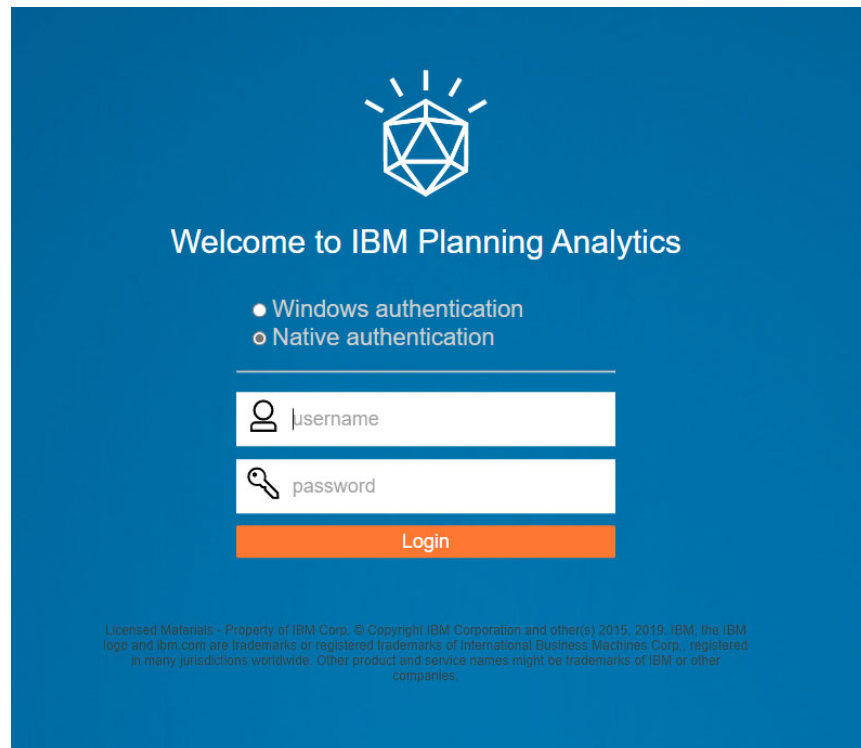 Welcome to IBM Planning Analytics
Windows authentication
Native authentication
username
password
Login
Licensed Materials - Property of IBM Corp. © Copyright IBM Corporation and other(s) 2015, 2019. IBM, the IBM
logo and ibm.com are trademarks or registered trademarks of International Business Machines Corp., registered
in many jurisdictions worldwide. Other product and service names might be trademarks of IBM or other
companies.